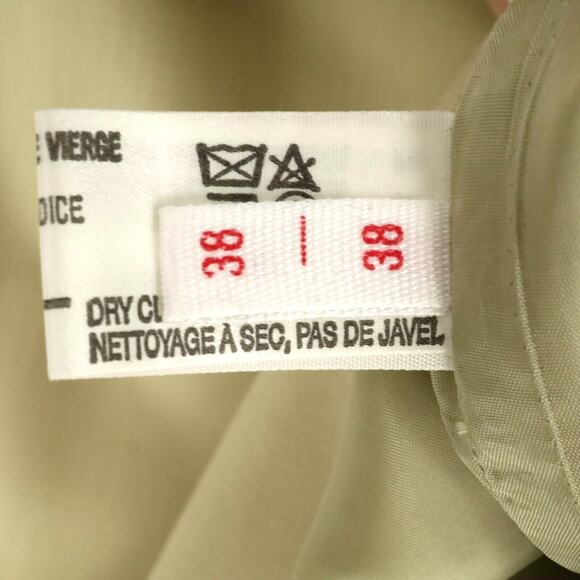 E VIERGE
DICE
38 — 38
DRY CL
NETTOYAGE À SEC, PAS DE JAVEL